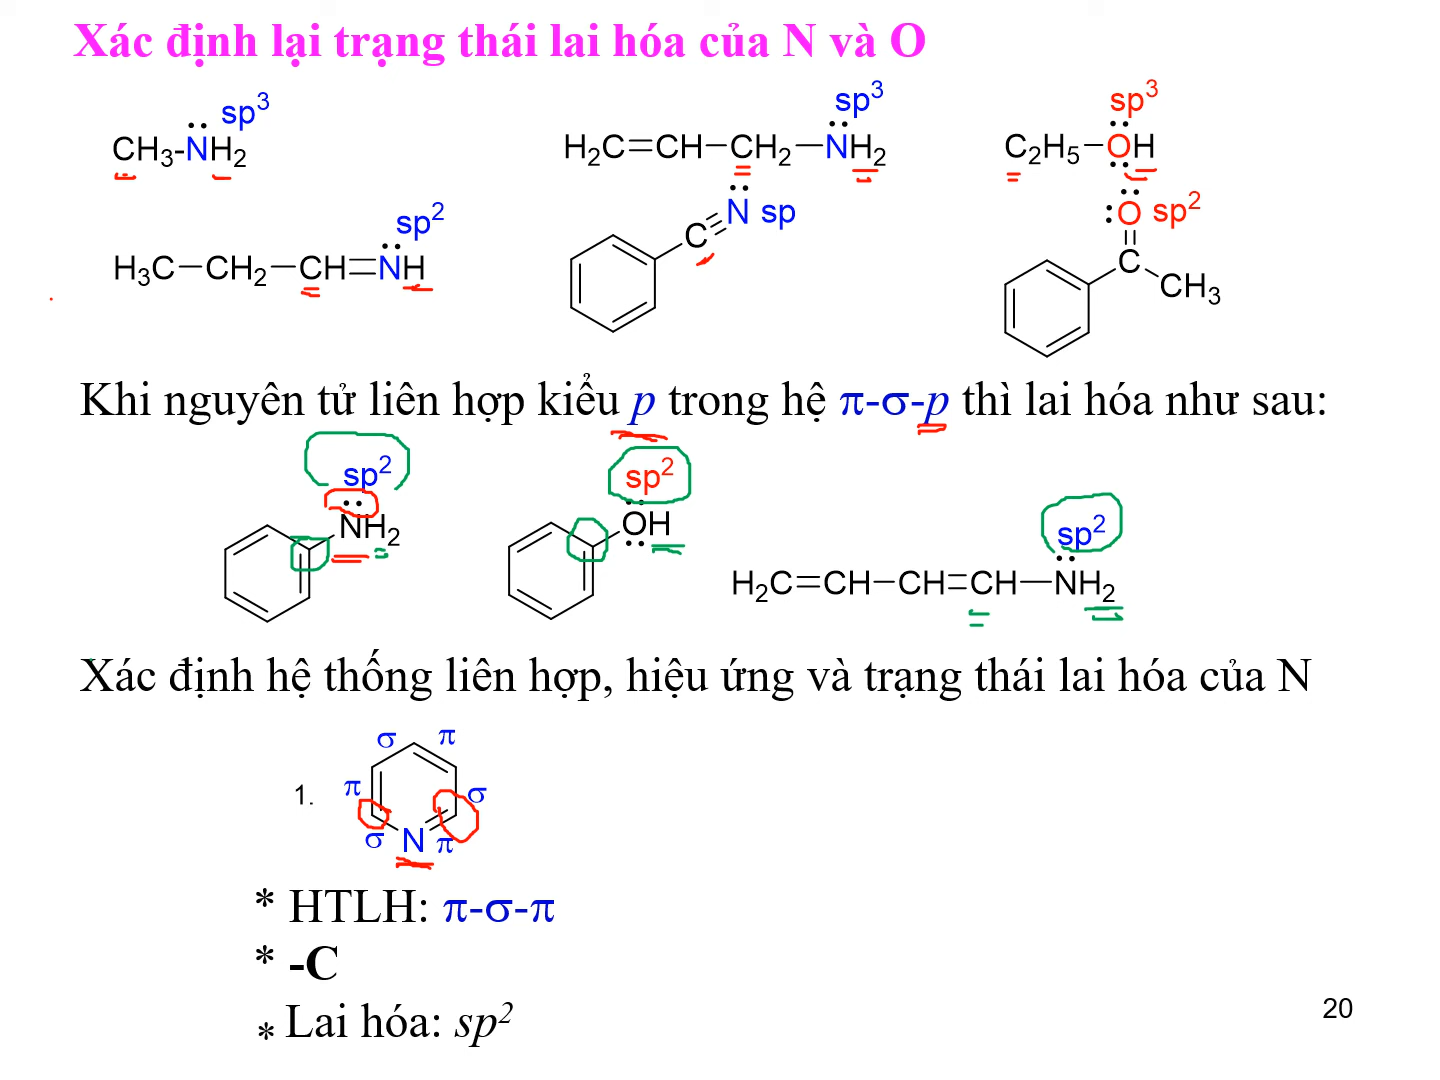 Xác định lại trạng thái lai hóa của N và O
sp³
CH₃-NH₂
sp³
H₂C=CH−CH₂−NH₂
sp³
C₂H₅−OH
sp²
H₃C−CH₂−CH=NH
C≡N sp
O sp²
C
CH₃
Khi nguyên tử liên hợp kiểu p trong hệ π-σ-p thì lai hóa như sau:
sp²
NH₂
sp²
OH
sp²
H₂C=CH−CH=CH−NH₂
Xác định hệ thống liên hợp, hiệu ứng và trạng thái lai hóa của N
σ π
1. π σ
σ N π
* HTLH: π-σ-π
* -C
* Lai hóa: sp²
20